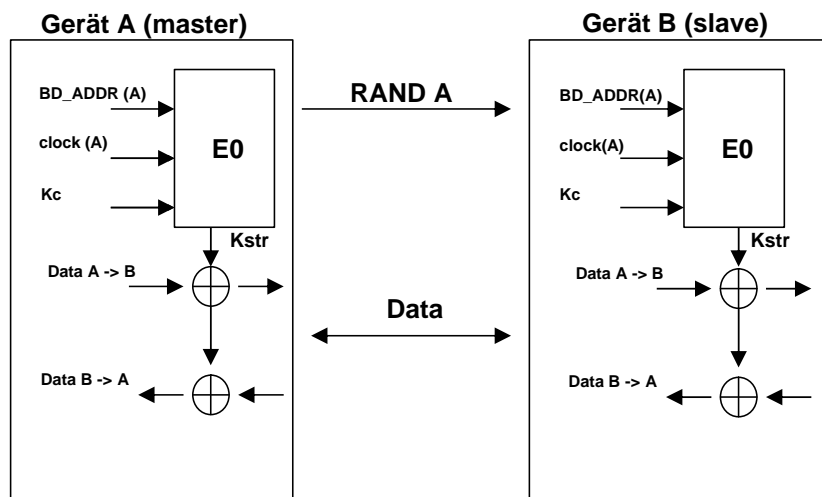 Gerät A (master)
BD_ADDR (A)
clock (A)
Kc
E0
Kstr
Data A -> B
Data B -> A
RAND A
Data
Gerät B (slave)
BD_ADDR(A)
clock(A)
Kc
E0
Kstr
Data A -> B
Data B -> A